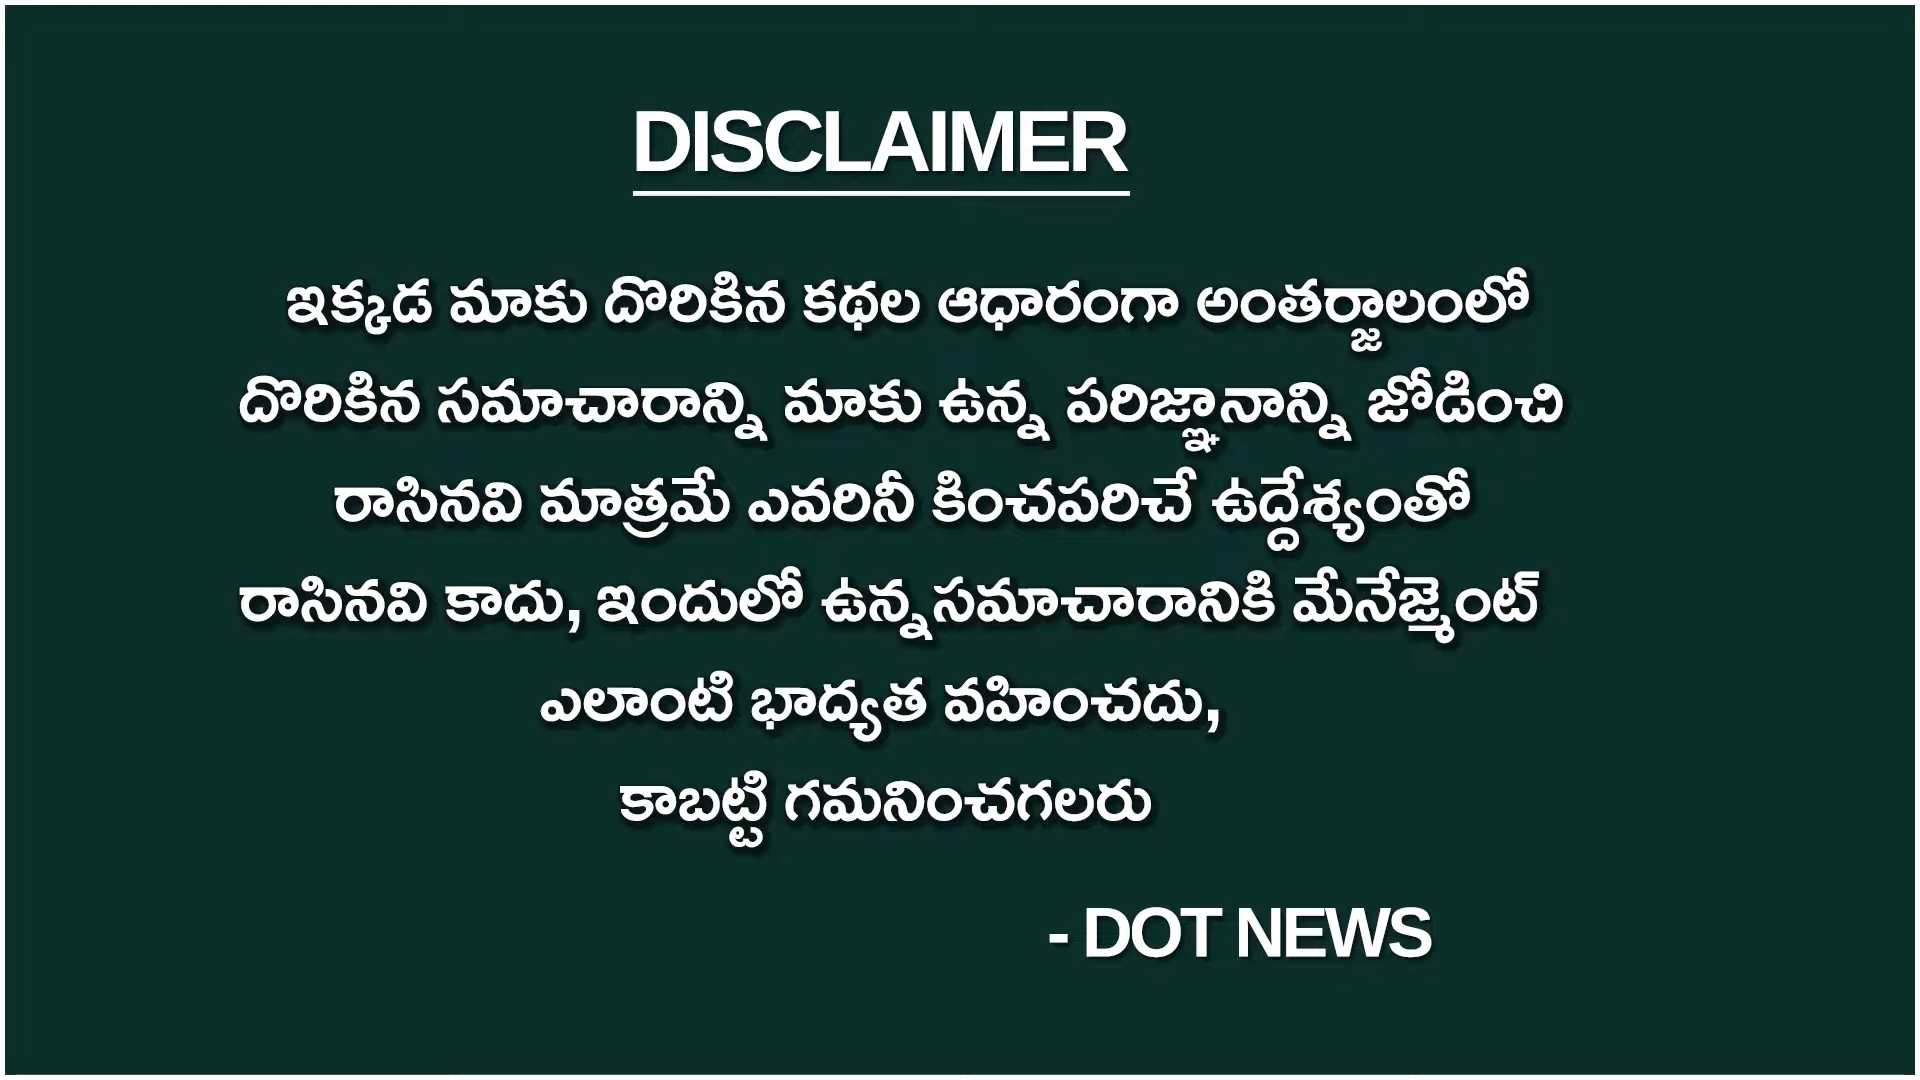 DISCLAIMER
ఇక్కడ మాకు దొరికిన కథల ఆధారంగా అంతర్జాలంలో
దొరికిన సమాచారాన్ని మాకు ఉన్న పరిజ్ఞానాన్ని జోడించి
రాసినవి మాత్రమే ఎవరినీ కించపరిచే ఉద్దేశ్యంతో
రాసినవి కాదు, ఇందులో ఉన్నసమాచారానికి మేనేజ్మెంట్
ఎలాంటి భాద్యత వహించదు,
కాబట్టి గమనించగలరు
- DOT NEWS